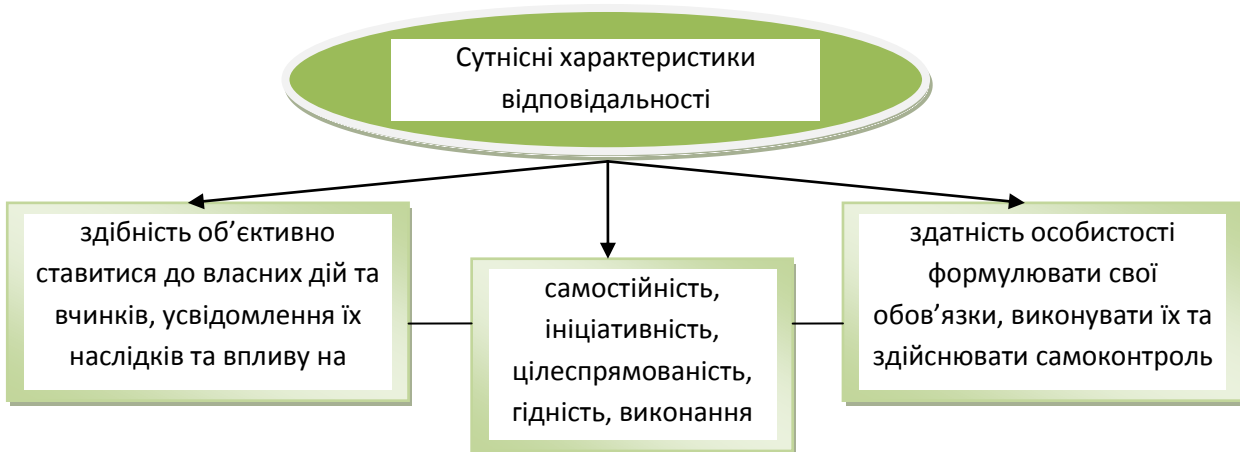 Сутнісні характеристики
відповідальності
здібність об’єктивно
ставитися до власних дій та
вчинків, усвідомлення їх
наслідків та впливу на
самостійність,
ініціативність,
цілеспрямованість,
гідність, виконання
здатність особистості
формулювати свої
обов’язки, виконувати їх та
здійснювати самоконтроль